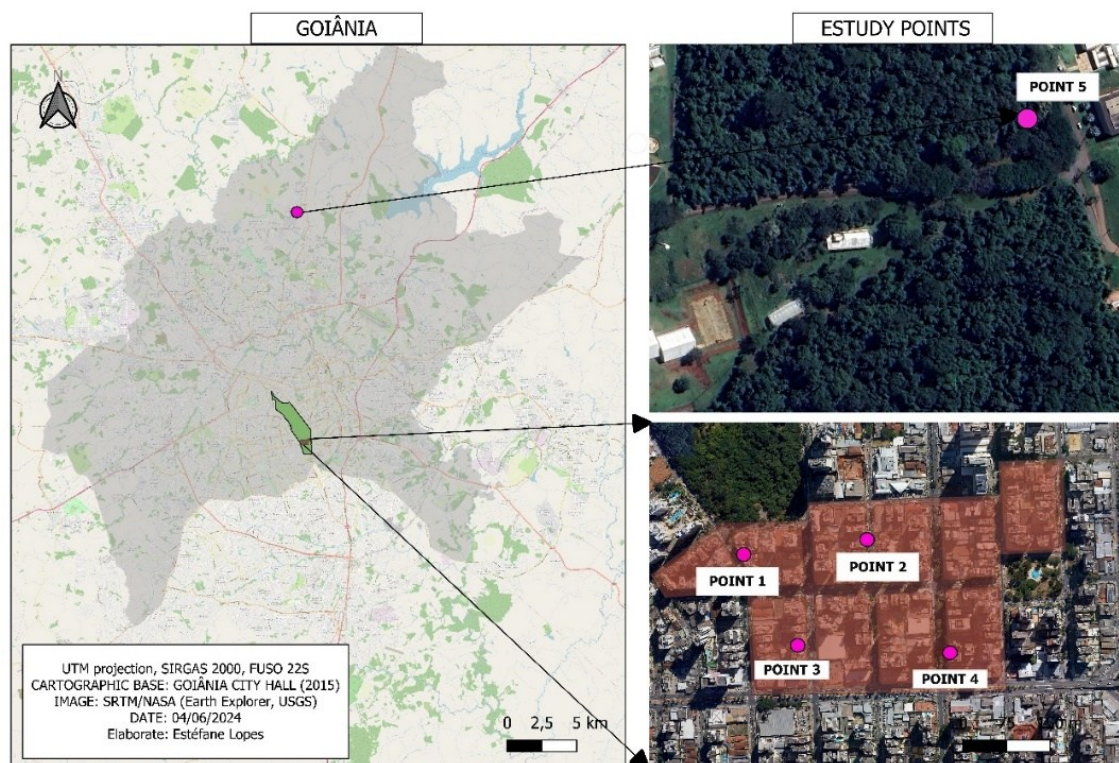 GOIÂNIA
ESTUDY POINTS
N
POINT 5
POINT 1
POINT 2
POINT 3
POINT 4
UTM projection, SIRGAS 2000, FUSO 22S
CARTOGRAPHIC BASE: GOIÂNIA CITY HALL (2015)
IMAGE: SRTM/NASA (Earth Explorer, USGS)
DATE: 04/06/2024
Elaborate: Estéfane Lopes
0 2,5 5 km